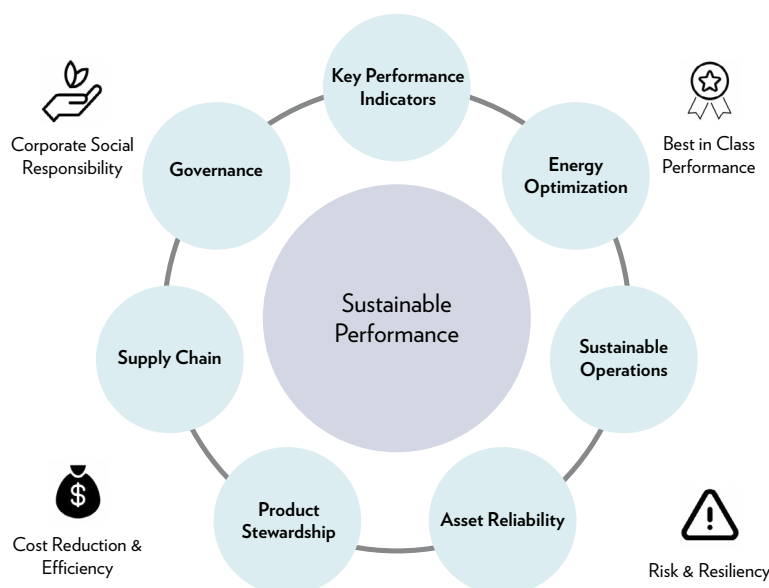 Key Performance
Indicators
Corporate Social
Responsibility
Governance
Energy
Optimization
Best in Class
Performance
Sustainable
Performance
Supply Chain
Sustainable
Operations
$
Product
Stewardship
Asset Reliability
Cost Reduction &
Efficiency
Risk & Resiliency